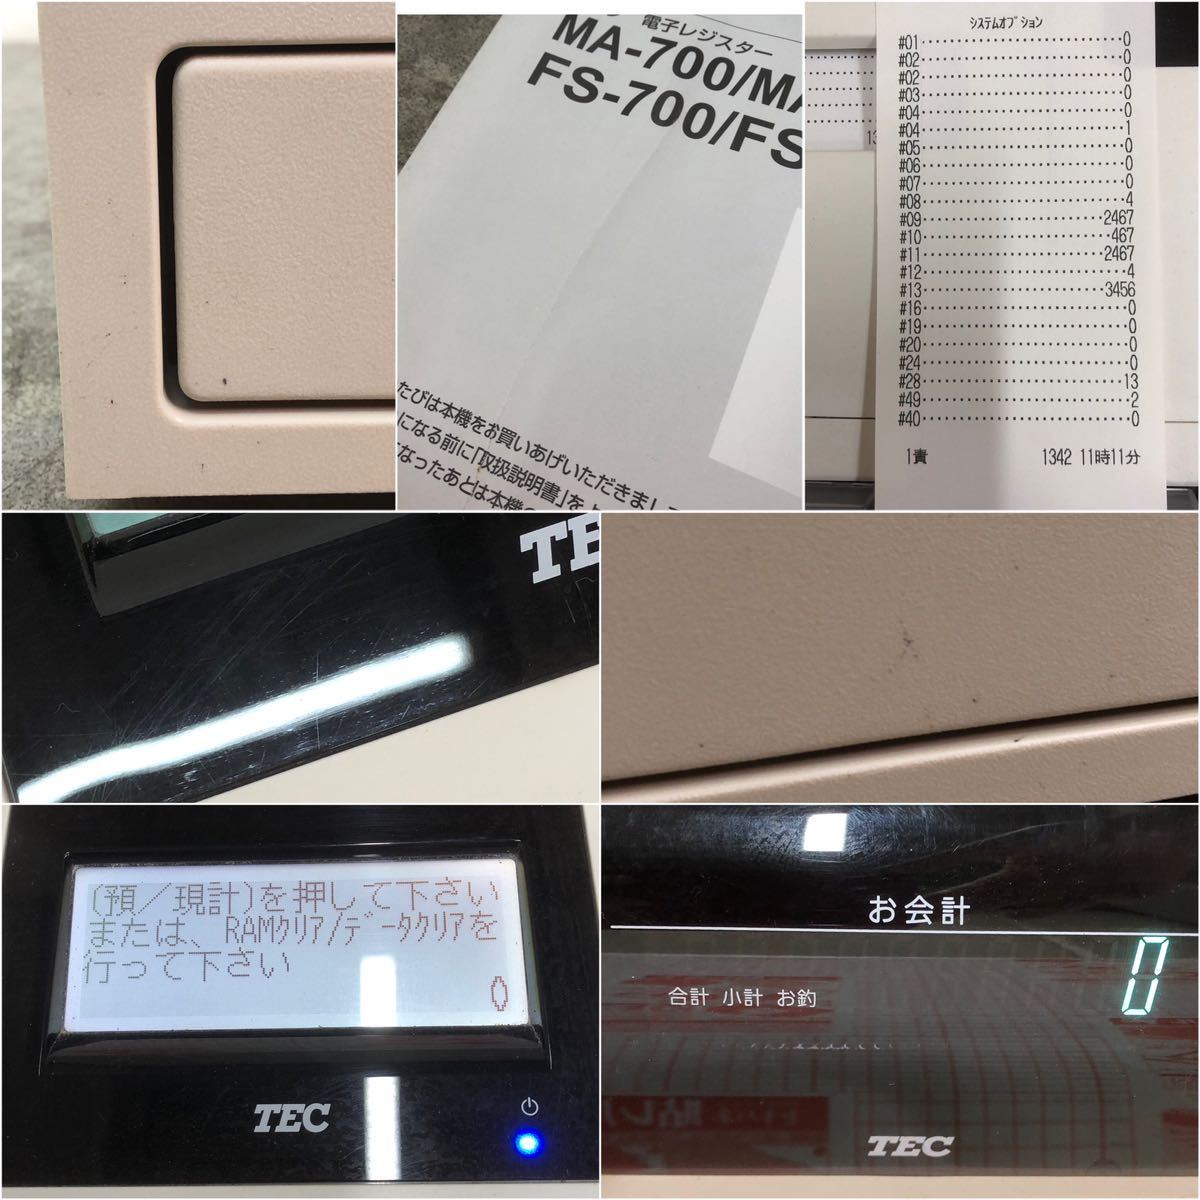 電子レジスター
MA-700/MA
FS-700/FS
たびは本機をお買いあげいただきまして
になる前に「取扱説明書」をよ
なったあとは本機の
システムオプション
#01 0
#02 0
#02 0
#03 0
#04 0
#04 1
#05 0
#06 0
#07 0
#08 4
#09 2467
#10 467
#11 2467
#12 4
#13 3456
#16 0
#19 0
#20 0
#24 0
#28 13
#49 2
#40 0
1責 1342 11時11分
TE
(預/現計)を押して下さい
または、RAMクリア/データクリアを
行って下さい
0
TEC
お会計
合計 小計 お釣
0
TEC